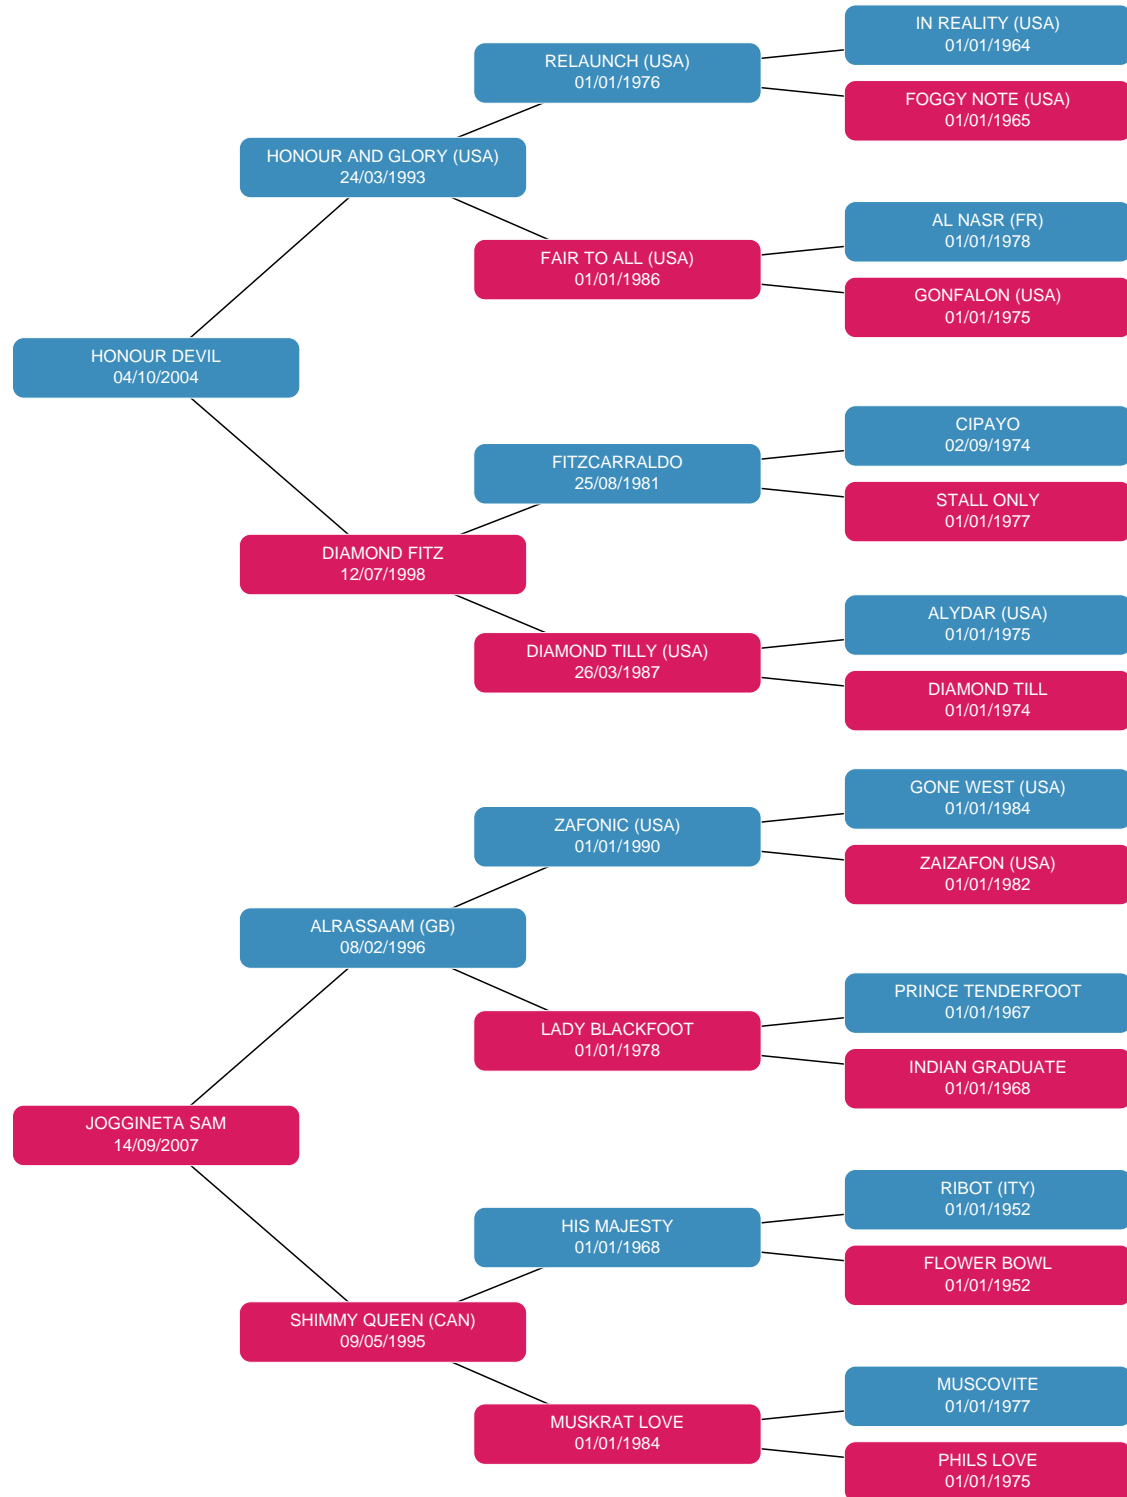 IN REALITY (USA)
01/01/1964
RELAUNCH (USA)
01/01/1976
FOGGY NOTE (USA)
01/01/1965
HONOUR AND GLORY (USA)
24/03/1993
AL NASR (FR)
01/01/1978
FAIR TO ALL (USA)
01/01/1986
GONFALON (USA)
01/01/1975
HONOUR DEVIL
04/10/2004
CIPAYO
02/09/1974
FITZCARRALDO
25/08/1981
STALL ONLY
01/01/1977
DIAMOND FITZ
12/07/1998
ALYDAR (USA)
01/01/1975
DIAMOND TILLY (USA)
26/03/1987
DIAMOND TILL
01/01/1974
GONE WEST (USA)
01/01/1984
ZAFONIC (USA)
01/01/1990
ZAIZAFON (USA)
01/01/1982
ALRASSAAM (GB)
08/02/1996
PRINCE TENDERFOOT
01/01/1967
LADY BLACKFOOT
01/01/1978
INDIAN GRADUATE
01/01/1968
JOGGINETA SAM
14/09/2007
RIBOT (ITY)
01/01/1952
HIS MAJESTY
01/01/1968
FLOWER BOWL
01/01/1952
SHIMMY QUEEN (CAN)
09/05/1995
MUSCOVITE
01/01/1977
MUSKRAT LOVE
01/01/1984
PHILS LOVE
01/01/1975